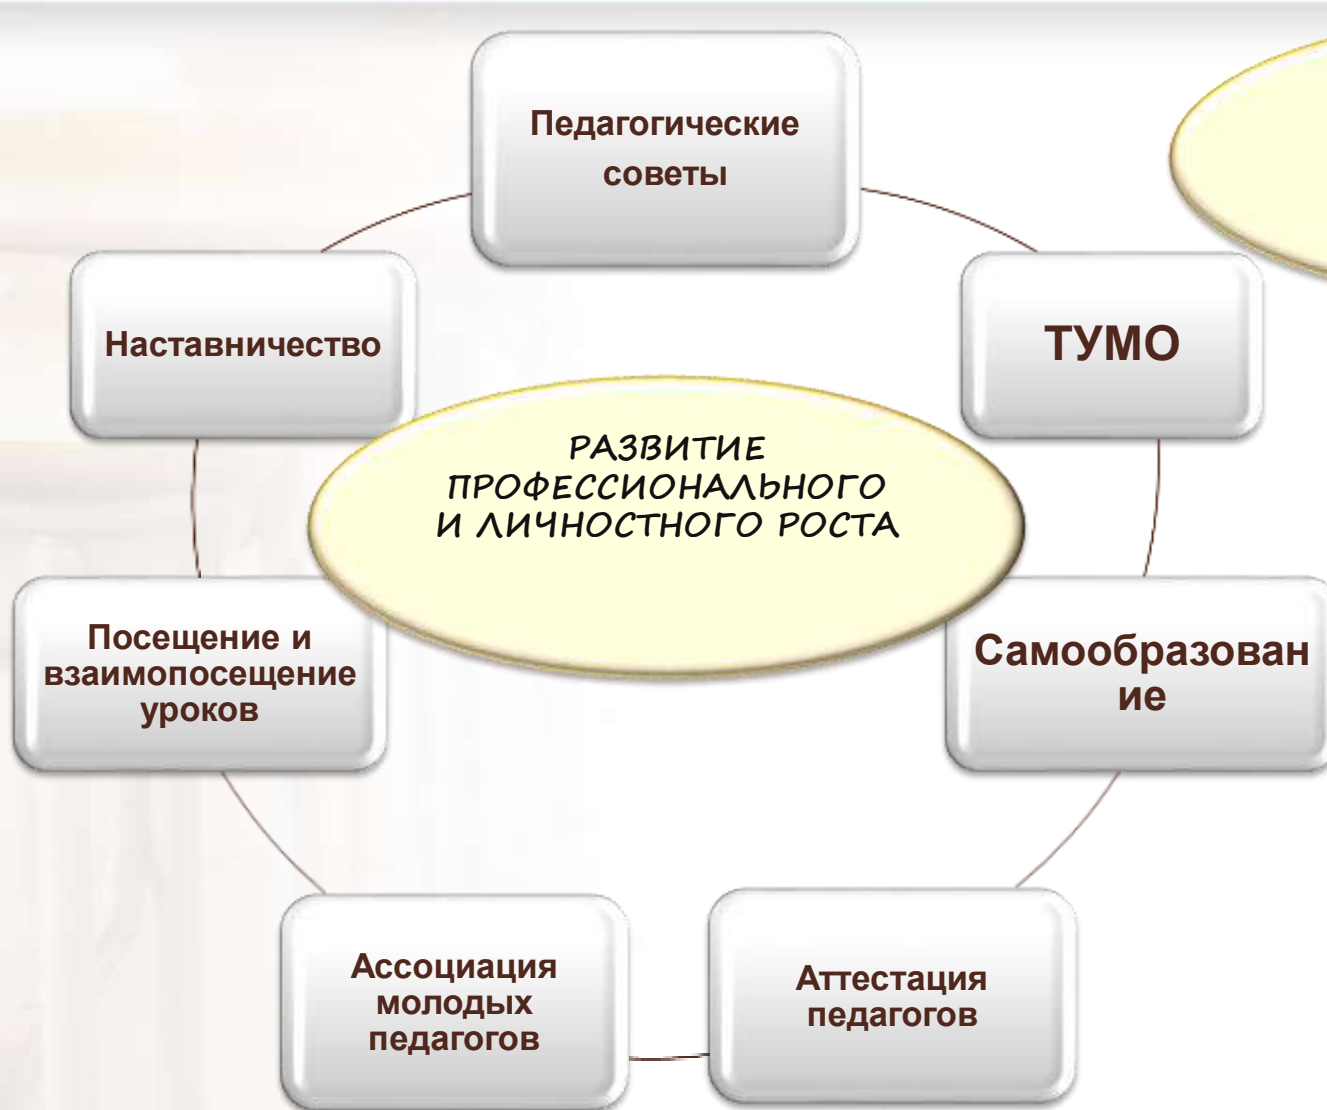 Педагогические
советы
Наставничество
ТУМО
РАЗВИТИЕ
ПРОФЕССИОНАЛЬНОГО
И ЛИЧНОСТНОГО РОСТА
Посещение и
взаимопосещение
уроков
Самообразован
ие
Ассоциация
молодых
педагогов
Аттестация
педагогов